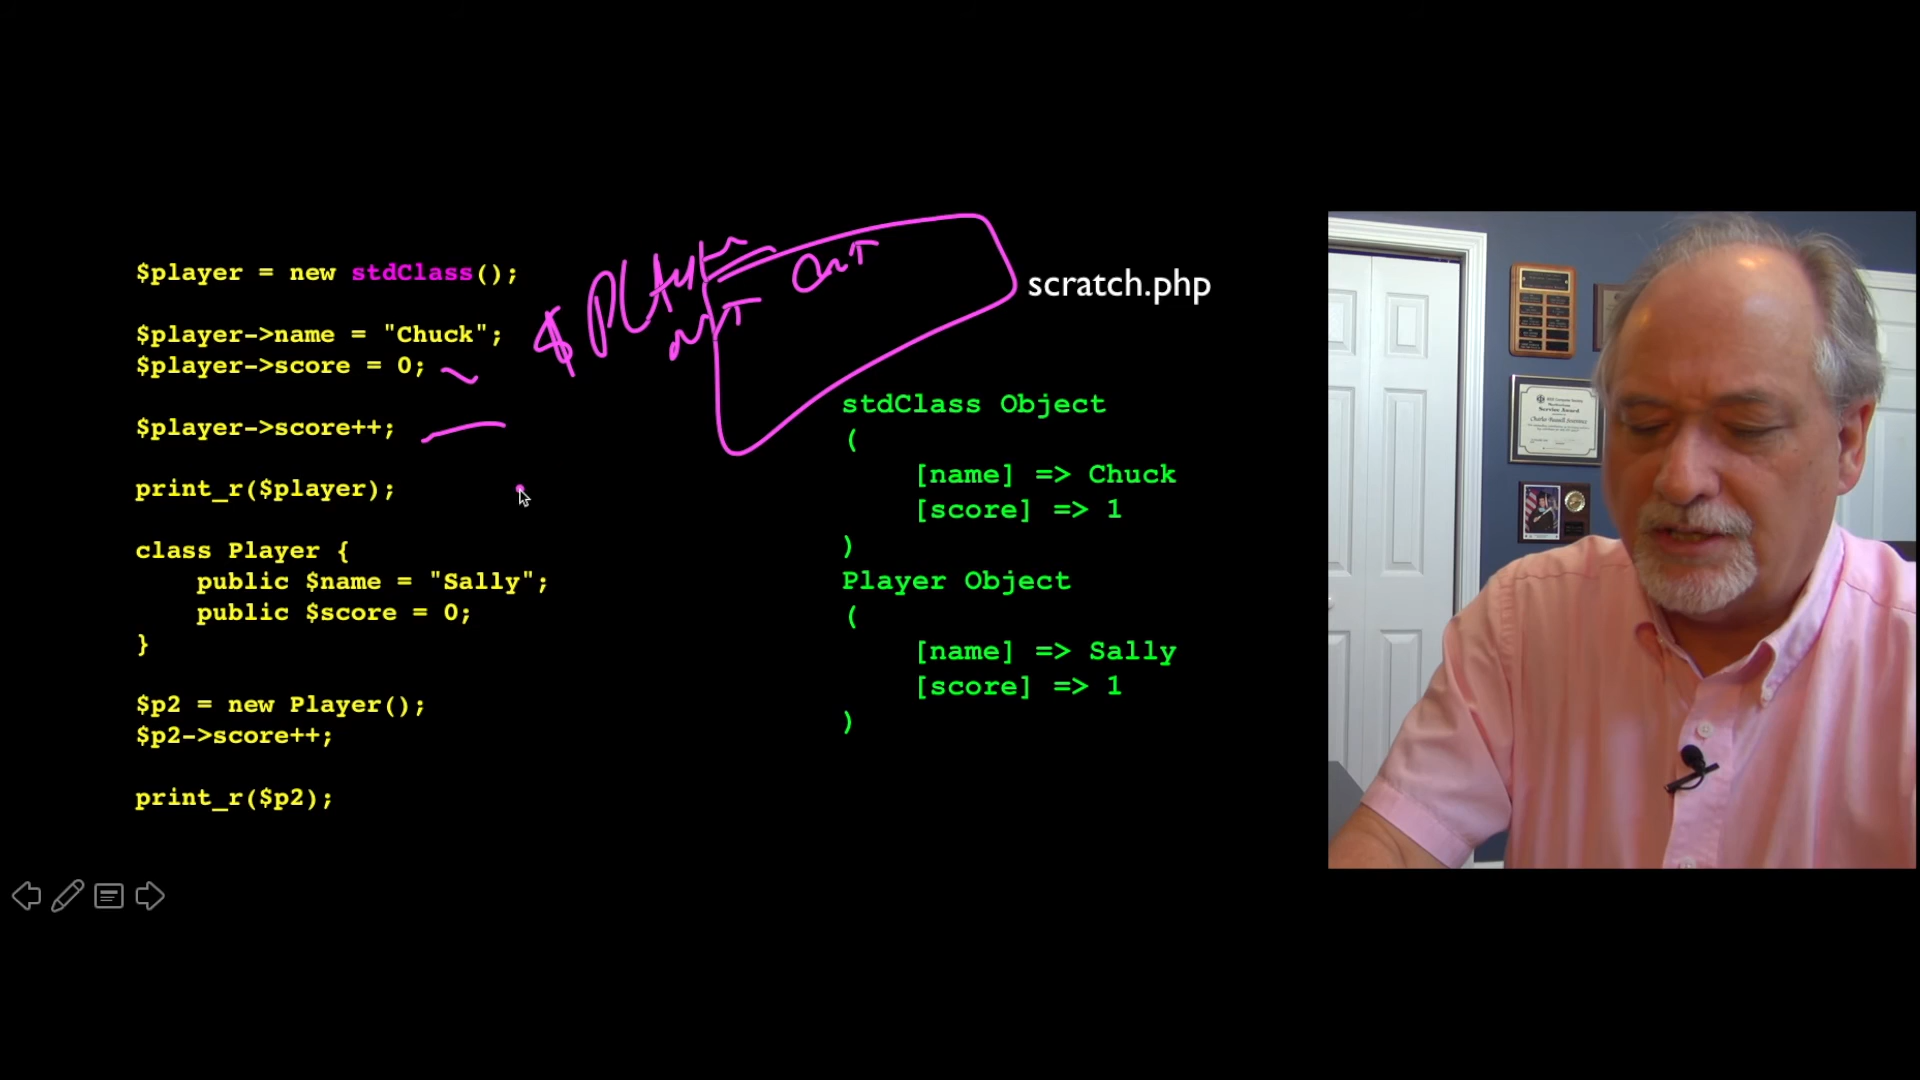 $player = new stdClass();
$player->name = "Chuck";
$player->score = 0;
$player->score++;
print_r($player);
class Player {
public $name = "Sally";
public $score = 0;
}
$p2 = new Player();
$p2->score++;
print_r($p2);
$ PLAyer
scratch.php
stdClass Object
(
[name] => Chuck
[score] => 1
)
Player Object
(
[name] => Sally
[score] => 1
)